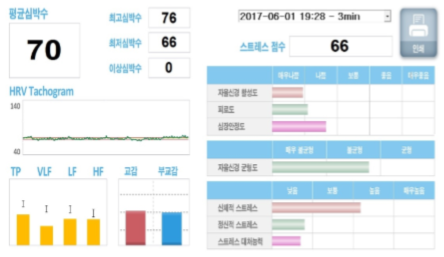 평균심박수
70
최고심박수 76
최저심박수 66
이상심박수 0
2017-06-01 19:28 - 3min
스트레스 점수 66
인쇄
HRV Tachogram
140
40
TP VLF LF HF
교감 부교감
매우나쁨 나쁨 보통 좋음 아주좋음
자율신경 활성도
피로도
심장안정도
매우 불균형 불균형 균형
자율신경 균형도
낮음 보통 높음 매우높음
신체적 스트레스
정신적 스트레스
스트레스 대처능력